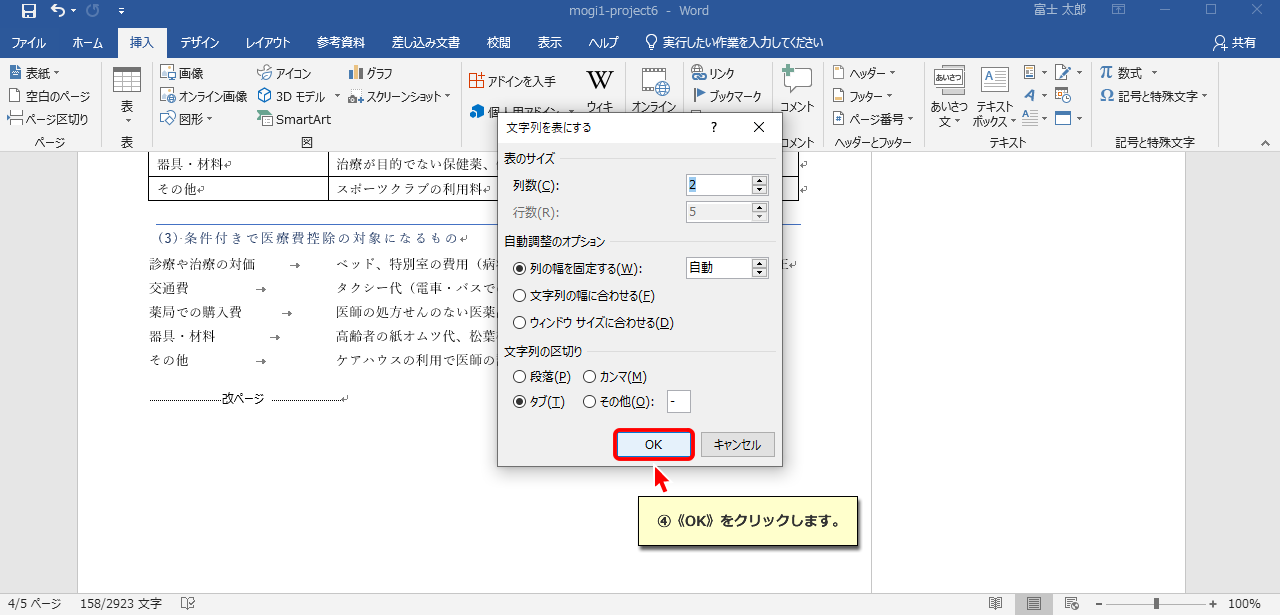 mogi1-project6 - Word
富士 太郎
ファイル ホーム 挿入 デザイン レイアウト 参考資料 差し込み文書 校閲 表示 ヘルプ 実行したい作業を入力してください 共有
表紙
空白のページ
ページ区切り
ページ
表
表
画像
オンライン画像
図形
アイコン
3D モデル
SmartArt
グラフ
スクリーンショット
図
アドインを入手
個人用アドイン
W
ウィキ
オンライン
リンク
ブックマーク
コメント
コメント
ヘッダー
フッター
ページ番号
ヘッダーとフッター
あいさつ
あいさつ
文
テキスト
ボックス
テキスト
π 数式
Ω 記号と特殊文字
記号と特殊文字
器具・材料 治療が目的でない保健薬、
その他 スポーツクラブの利用料
(3) 条件付きで医療費控除の対象になるもの
診療や治療の対価 → ベッド、特別室の費用（病
交通費 → タクシー代（電車・バスで
薬局での購入費 → 医師の処方せんのない医薬
器具・材料 → 高齢者の紙オムツ代、松葉
その他 → ケアハウスの利用で医師の
改ページ
文字列を表にする ?
表のサイズ
列数(C): 2
行数(R): 5
自動調整のオプション
列の幅を固定する(W): 自動
文字列の幅に合わせる(F)
ウィンドウ サイズに合わせる(D)
文字列の区切り
段落(P) カンマ(M)
タブ(T) その他(O): -
OK キャンセル
④《OK》をクリックします。
4/5 ページ 158/2923 文字 100%